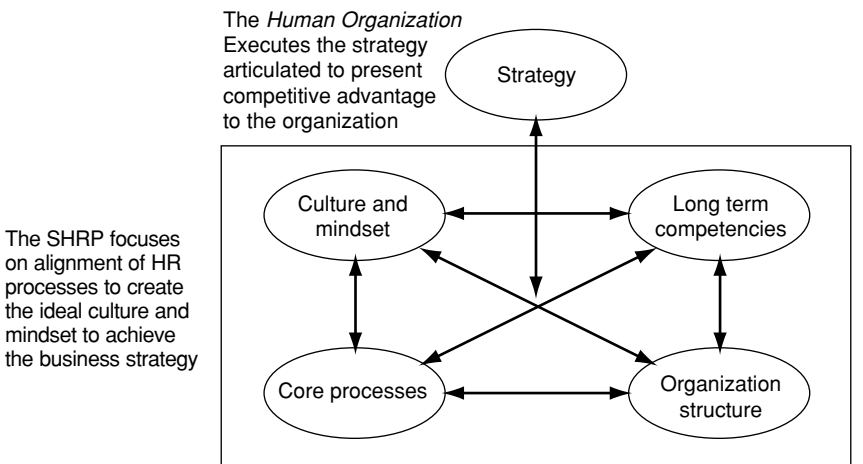 The Human Organization
Executes the strategy
articulated to present
competitive advantage
to the organization
Strategy
Culture and
mindset
Long term
competencies
The SHRP focuses
on alignment of HR
processes to create
the ideal culture and
mindset to achieve
the business strategy
Core processes
Organization
structure